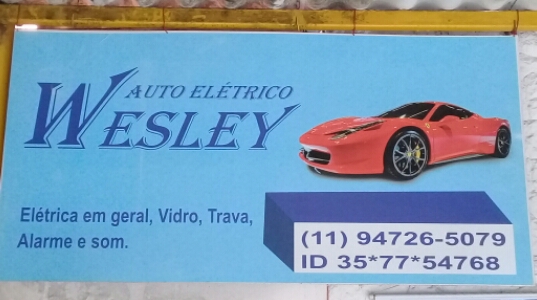 AUTO ELÉTRICO
WESLEY
Elétrica em geral, Vidro, Trava,
Alarme e som.
(11) 94726-5079
ID 35*77*54768